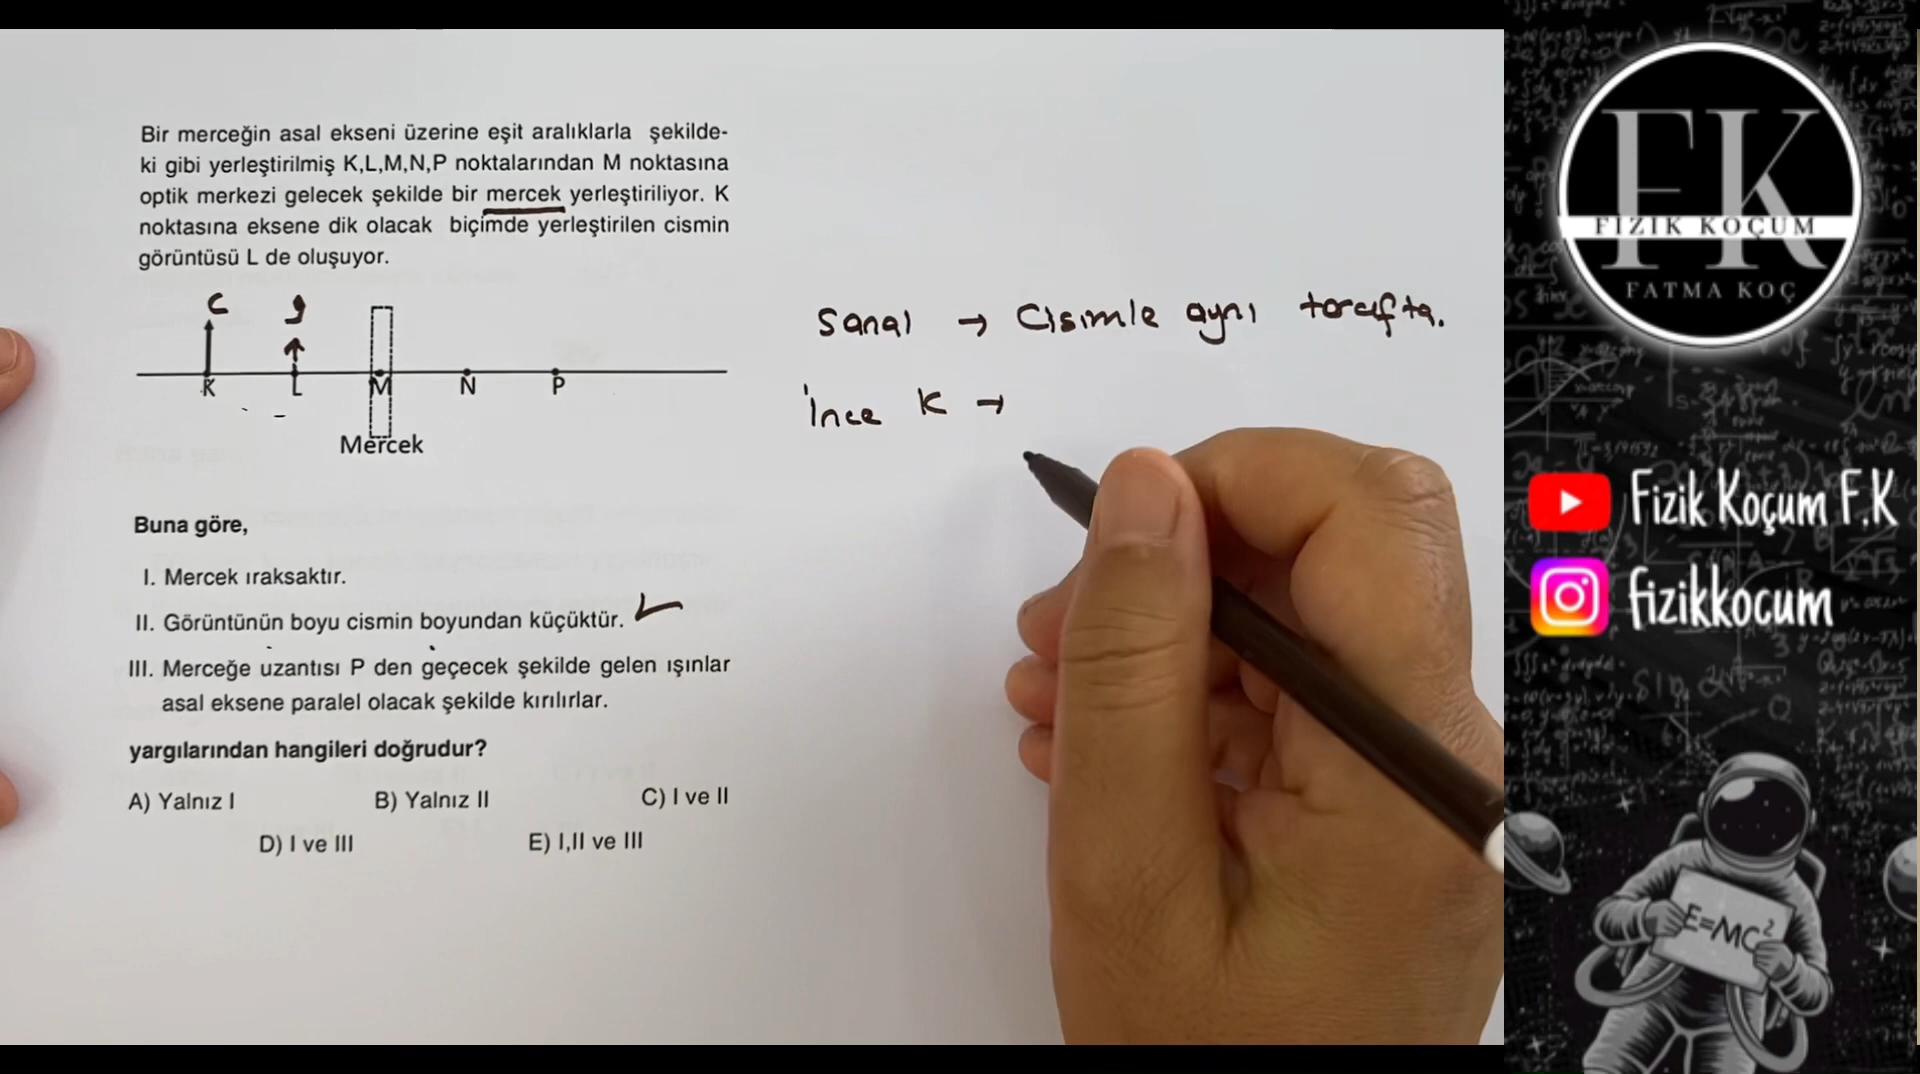 Bir merceğin asal ekseni üzerine eşit aralıklarla şekilde-
ki gibi yerleştirilmiş K,L,M,N,P noktalarından M noktasına
optik merkezi gelecek şekilde bir mercek yerleştiriliyor. K
noktasına eksene dik olacak biçimde yerleştirilen cismin
görüntüsü L de oluşuyor.
C g
K L M N P
Mercek
Buna göre,
I. Mercek ıraksaktır.
II. Görüntünün boyu cismin boyundan küçüktür.
III. Merceğe uzantısı P den geçecek şekilde gelen ışınlar
asal eksene paralel olacak şekilde kırılırlar.
yargılarından hangileri doğrudur?
A) Yalnız I B) Yalnız II C) I ve II
D) I ve III E) I,II ve III
Sanal → Cisimle aynı tarafta.
İnce K →
FK
FIZIK KOÇUM
FATMA KOÇ
Fizik Koçum F.K
fizikkocum
E=MC²